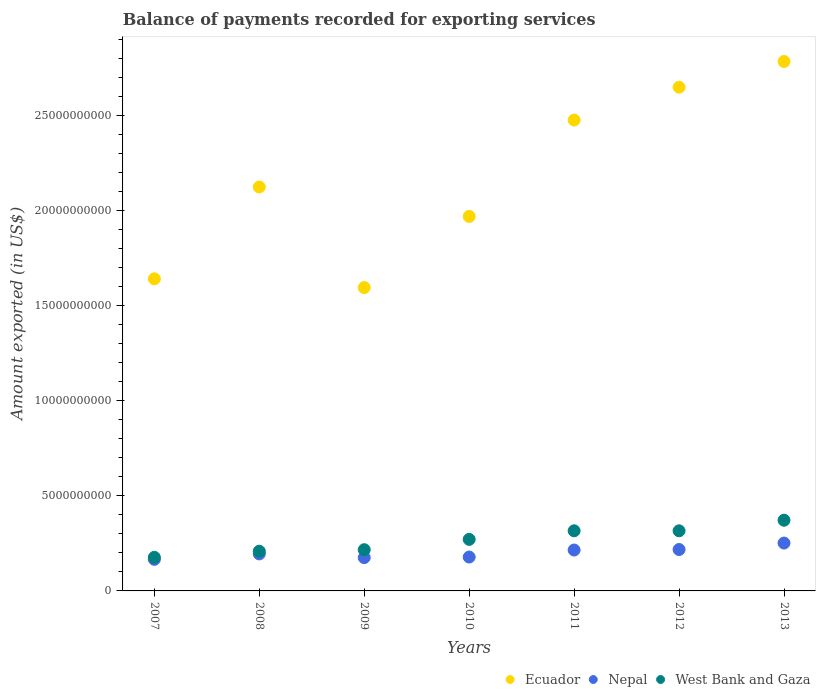 Balance of payments recorded for exporting services
Amount exported (in US$)
25000000000
20000000000
15000000000
10000000000
5000000000
0
2007
2008
2009
2010
2011
2012
2013
Years
Ecuador
Nepal
West Bank and Gaza